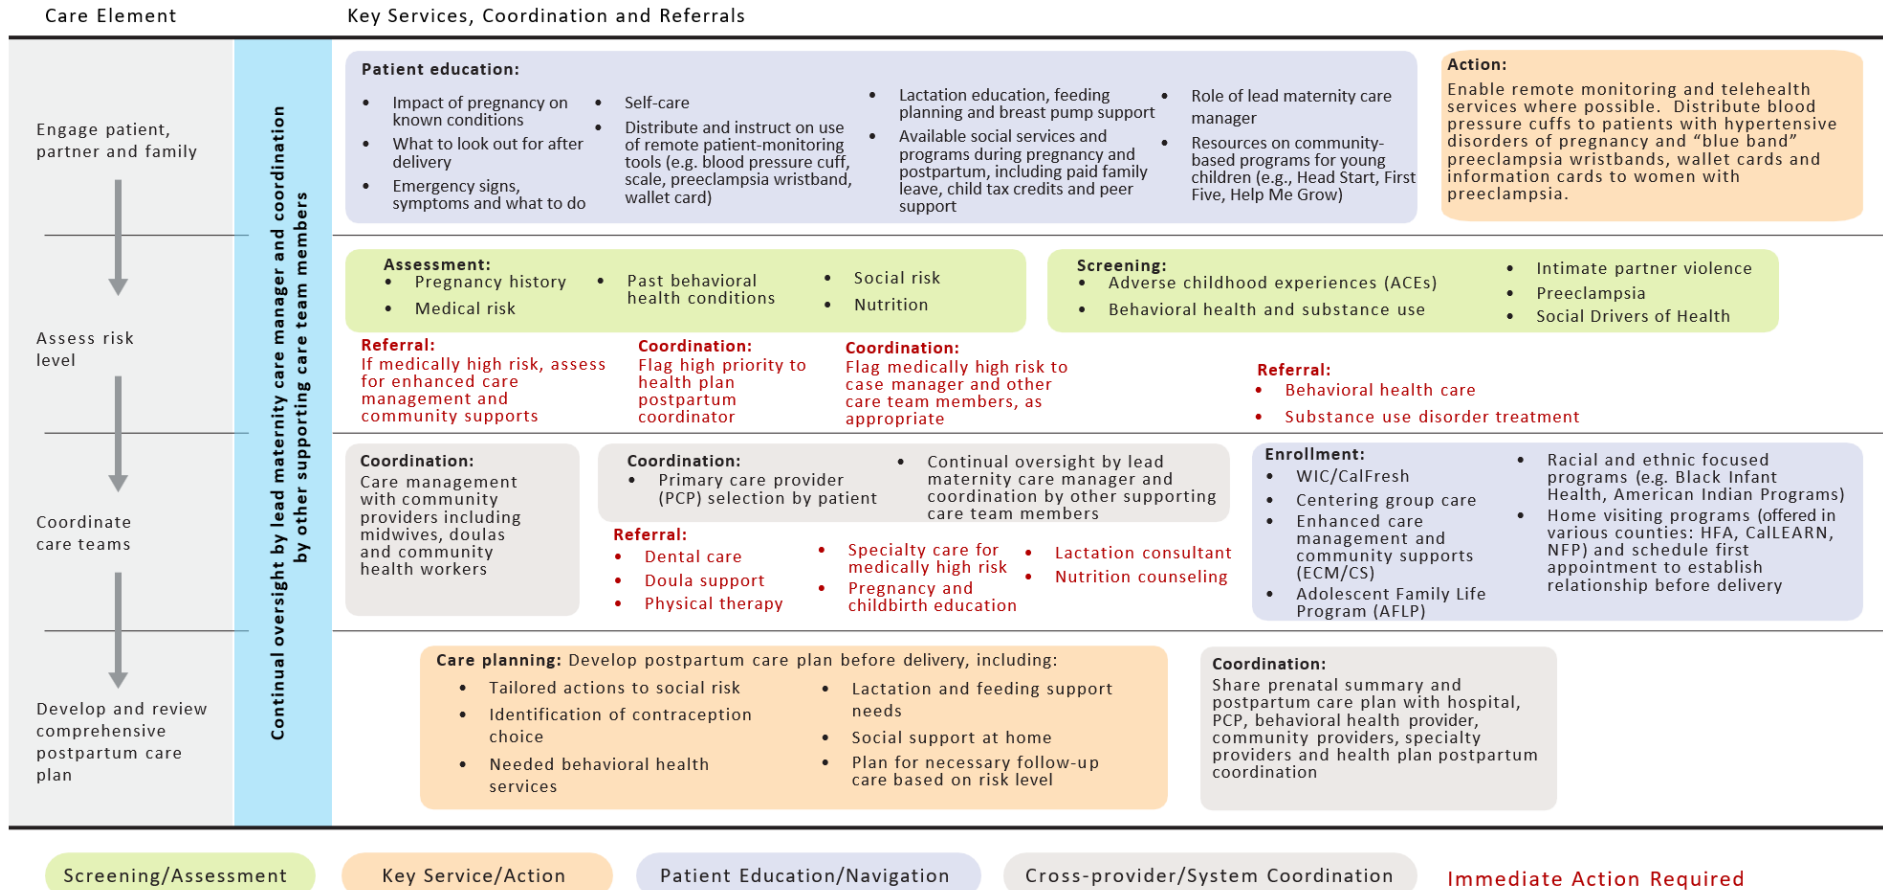 Care Element
Key Services, Coordination and Referrals
Engage patient,
partner and family
Assess risk
level
Coordinate
care teams
Develop and review
comprehensive
postpartum care
plan
Continual oversight by lead maternity care manager and coordination
by other supporting care team members
Patient education:
• Impact of pregnancy on
known conditions
• What to look out for after
delivery
• Emergency signs,
symptoms and what to do
• Self-care
• Distribute and instruct on use
of remote patient-monitoring
tools (e.g. blood pressure cuff,
scale, preeclampsia wristband,
wallet card)
• Lactation education, feeding
planning and breast pump support
• Available social services and
programs during pregnancy and
postpartum, including paid family
leave, child tax credits and peer
support
• Role of lead maternity care
manager
• Resources on community-
based programs for young
children (e.g., Head Start, First
Five, Help Me Grow)
Action:
Enable remote monitoring and telehealth
services where possible. Distribute blood
pressure cuffs to patients with hypertensive
disorders of pregnancy and “blue band”
preeclampsia wristbands, wallet cards and
information cards to women with
preeclampsia.
Assessment:
• Pregnancy history
• Medical risk
• Past behavioral
health conditions
• Social risk
• Nutrition
Screening:
• Adverse childhood experiences (ACEs)
• Behavioral health and substance use
• Intimate partner violence
• Preeclampsia
• Social Drivers of Health
Referral:
If medically high risk, assess
for enhanced care
management and
community supports
Coordination:
Flag high priority to
health plan
postpartum
coordinator
Coordination:
Flag medically high risk to
case manager and other
care team members, as
appropriate
Referral:
• Behavioral health care
• Substance use disorder treatment
Coordination:
Care management
with community
providers including
midwives, doulas
and community
health workers
Coordination:
• Primary care provider
(PCP) selection by patient
• Continual oversight by lead
maternity care manager and
coordination by other supporting
care team members
Referral:
• Dental care
• Doula support
• Physical therapy
• Specialty care for
medically high risk
• Pregnancy and
childbirth education
• Lactation consultant
• Nutrition counseling
Enrollment:
• WIC/CalFresh
• Centering group care
• Enhanced care
management and
community supports
(ECM/CS)
• Adolescent Family Life
Program (AFLP)
• Racial and ethnic focused
programs (e.g. Black Infant
Health, American Indian Programs)
• Home visiting programs (offered in
various counties: HFA, CalLEARN,
NFP) and schedule first
appointment to establish
relationship before delivery
Care planning: Develop postpartum care plan before delivery, including:
• Tailored actions to social risk
• Identification of contraception
choice
• Needed behavioral health
services
• Lactation and feeding support
needs
• Social support at home
• Plan for necessary follow-up
care based on risk level
Coordination:
Share prenatal summary and
postpartum care plan with hospital,
PCP, behavioral health provider,
community providers, specialty
providers and health plan postpartum
coordination
Screening/Assessment
Key Service/Action
Patient Education/Navigation
Cross-provider/System Coordination
Immediate Action Required